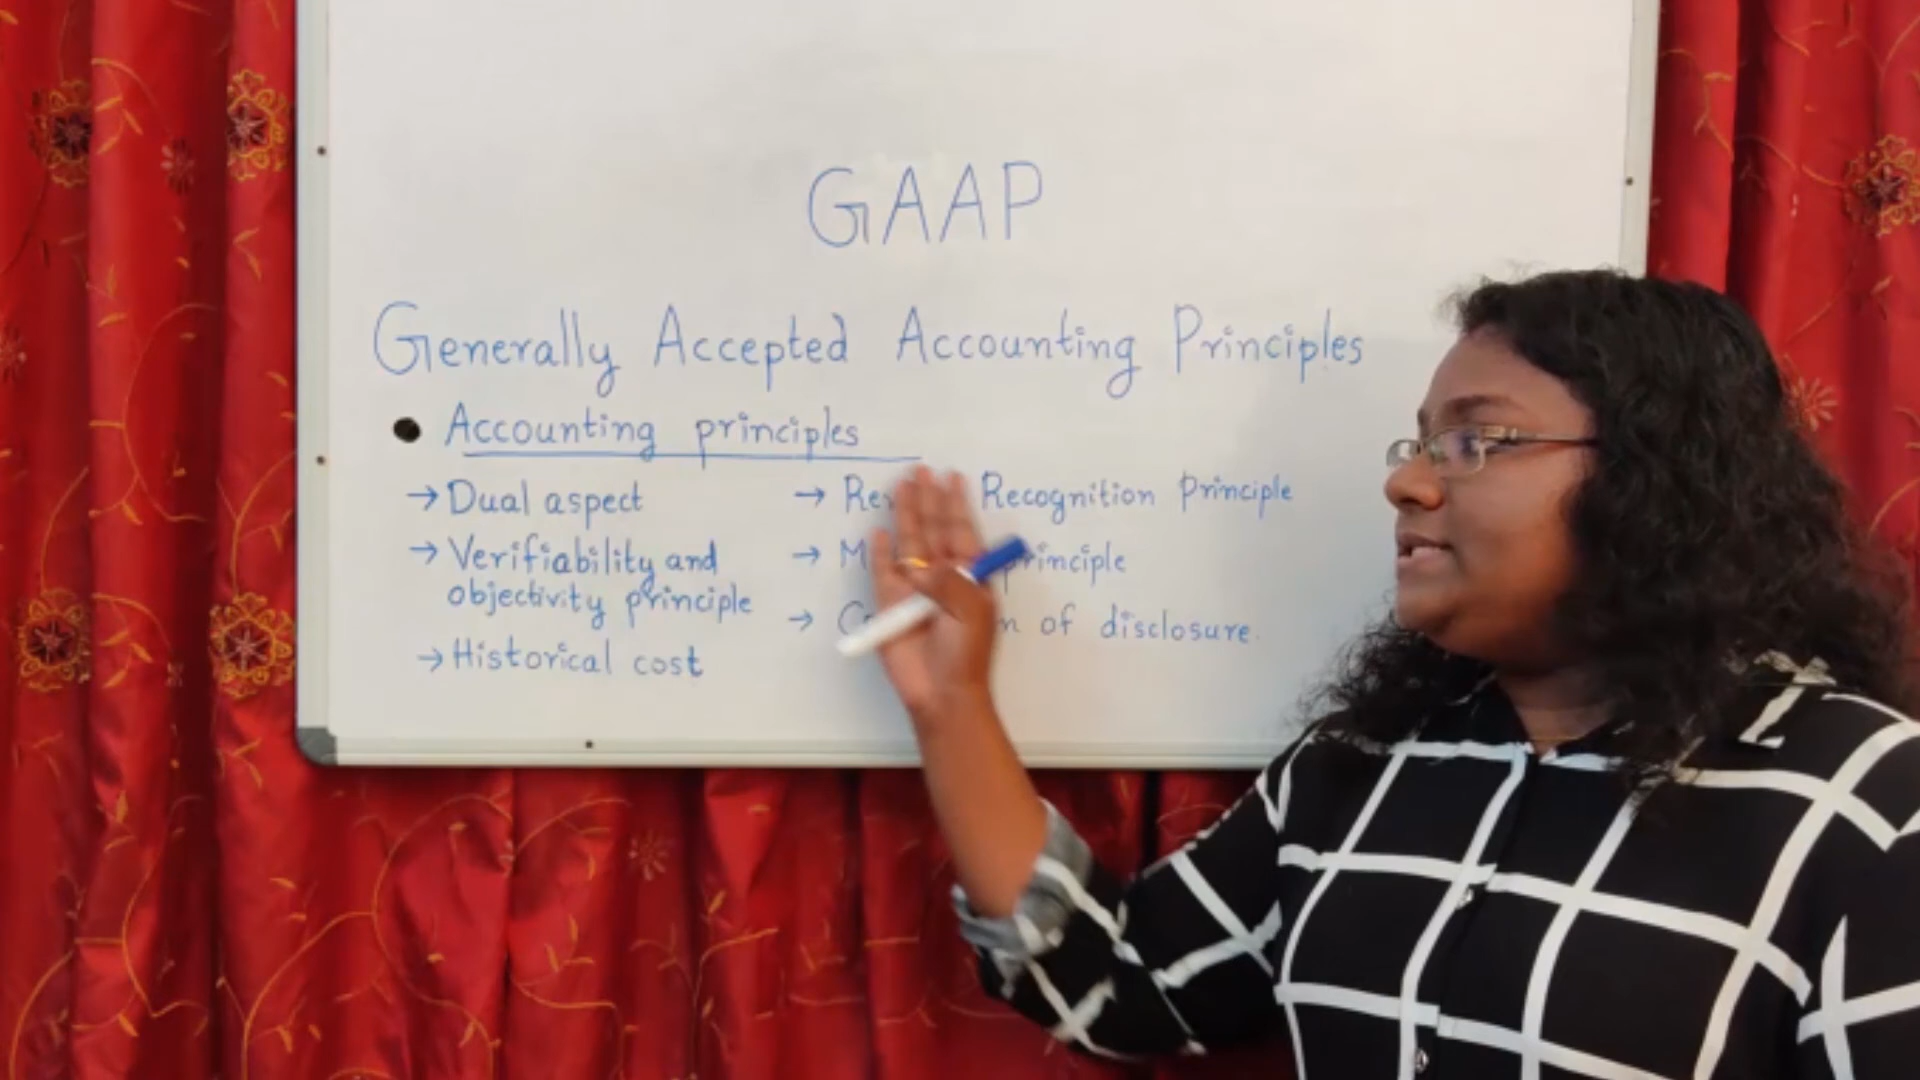 GAAP
Generally Accepted Accounting Principles
• Accounting principles
→ Dual aspect
→ Verifiability and
objectivity principle
→ Historical cost
→ Recognition Principle
→ principle
→ of disclosure.